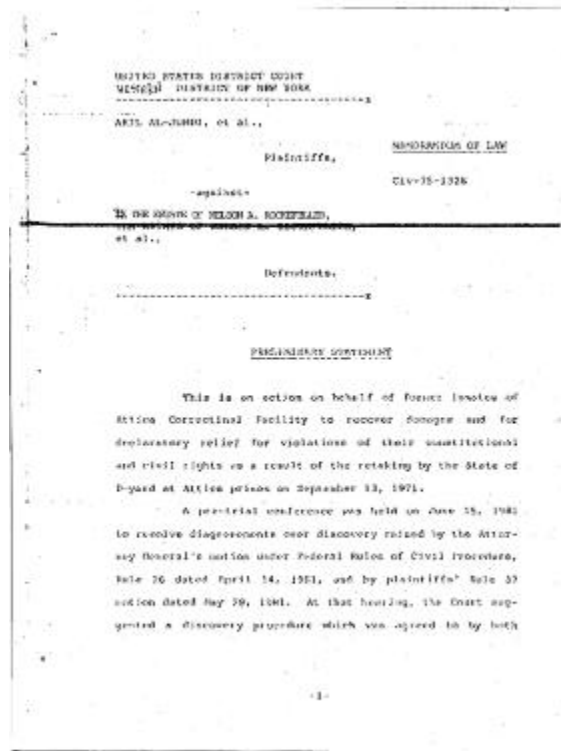 UNITED STATES DISTRICT COURT
DISTRICT OF NEW YORK
-----------------------------------x
AKIL AL-JUNDI, et al.,
MEMORANDUM OF LAW
Plaintiffs,
Civ-75-132
-against-
THE ESTATE OF NELSON A. ROCKEFELLER,
et al.,
Defendants.
-----------------------------------x
PRELIMINARY STATEMENT
This is an action on behalf of former inmates of
Attica Correctinal Facility to recover damages and for
declaratory relief for violations of their constitutional
and civil rights as a result of the retaking by the State of
D-yard at Attica prison on September 13, 1971.
A pre-trial conference was held on June 15, 1981
to resolve disagreements over discovery raised by the Attor-
ney General's motion under Federal Rules of Civil Procedure,
Rule 26 dated April 14, 1981, and by plaintiffs' Rule 37
motion dated May 29, 1981. At that hearing, the Court sug-
gested a discovery procedure which was agreed to by both
-1-